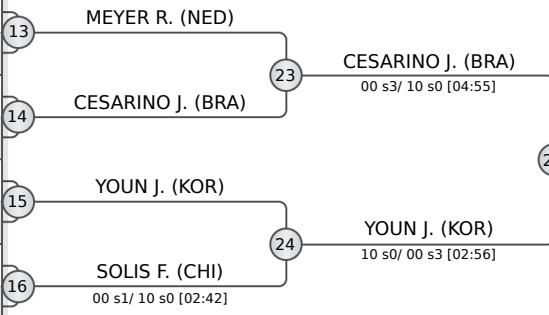 MEYER R. (NED)
13
23
CESARINO J. (BRA)
00 s3/ 10 s0 [04:55]
CESARINO J. (BRA)
14
YOUN J. (KOR)
15
24
YOUN J. (KOR)
10 s0/ 00 s3 [02:56]
SOLIS F. (CHI)
16
00 s1/ 10 s0 [02:42]